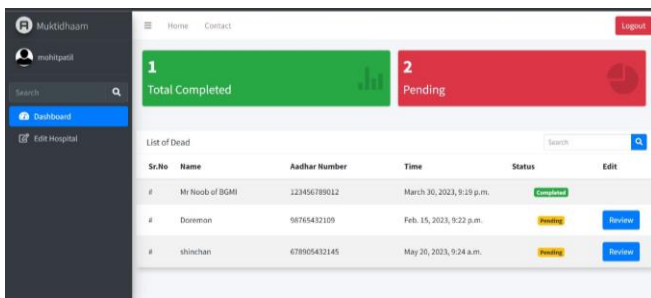 Muktidhaam
Home Contact
Logout
mohitpatil
Search
Dashboard
Edit Hospital
1
Total Completed
2
Pending
List of Dead
Search
Sr.No Name Aadhar Number Time Status Edit
# Mr Noob of BGMI 123456789012 March 30, 2023, 9:19 p.m. Completed
# Doremon 98765432109 Feb. 15, 2023, 9:22 p.m. Pending Review
# shinchan 678905432145 May 20, 2023, 9:24 a.m. Pending Review